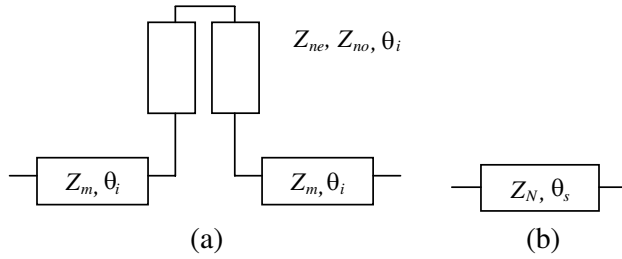 Zne, Zno, θi
Zm, θi
Zm, θi
ZN, θs
(a)
(b)